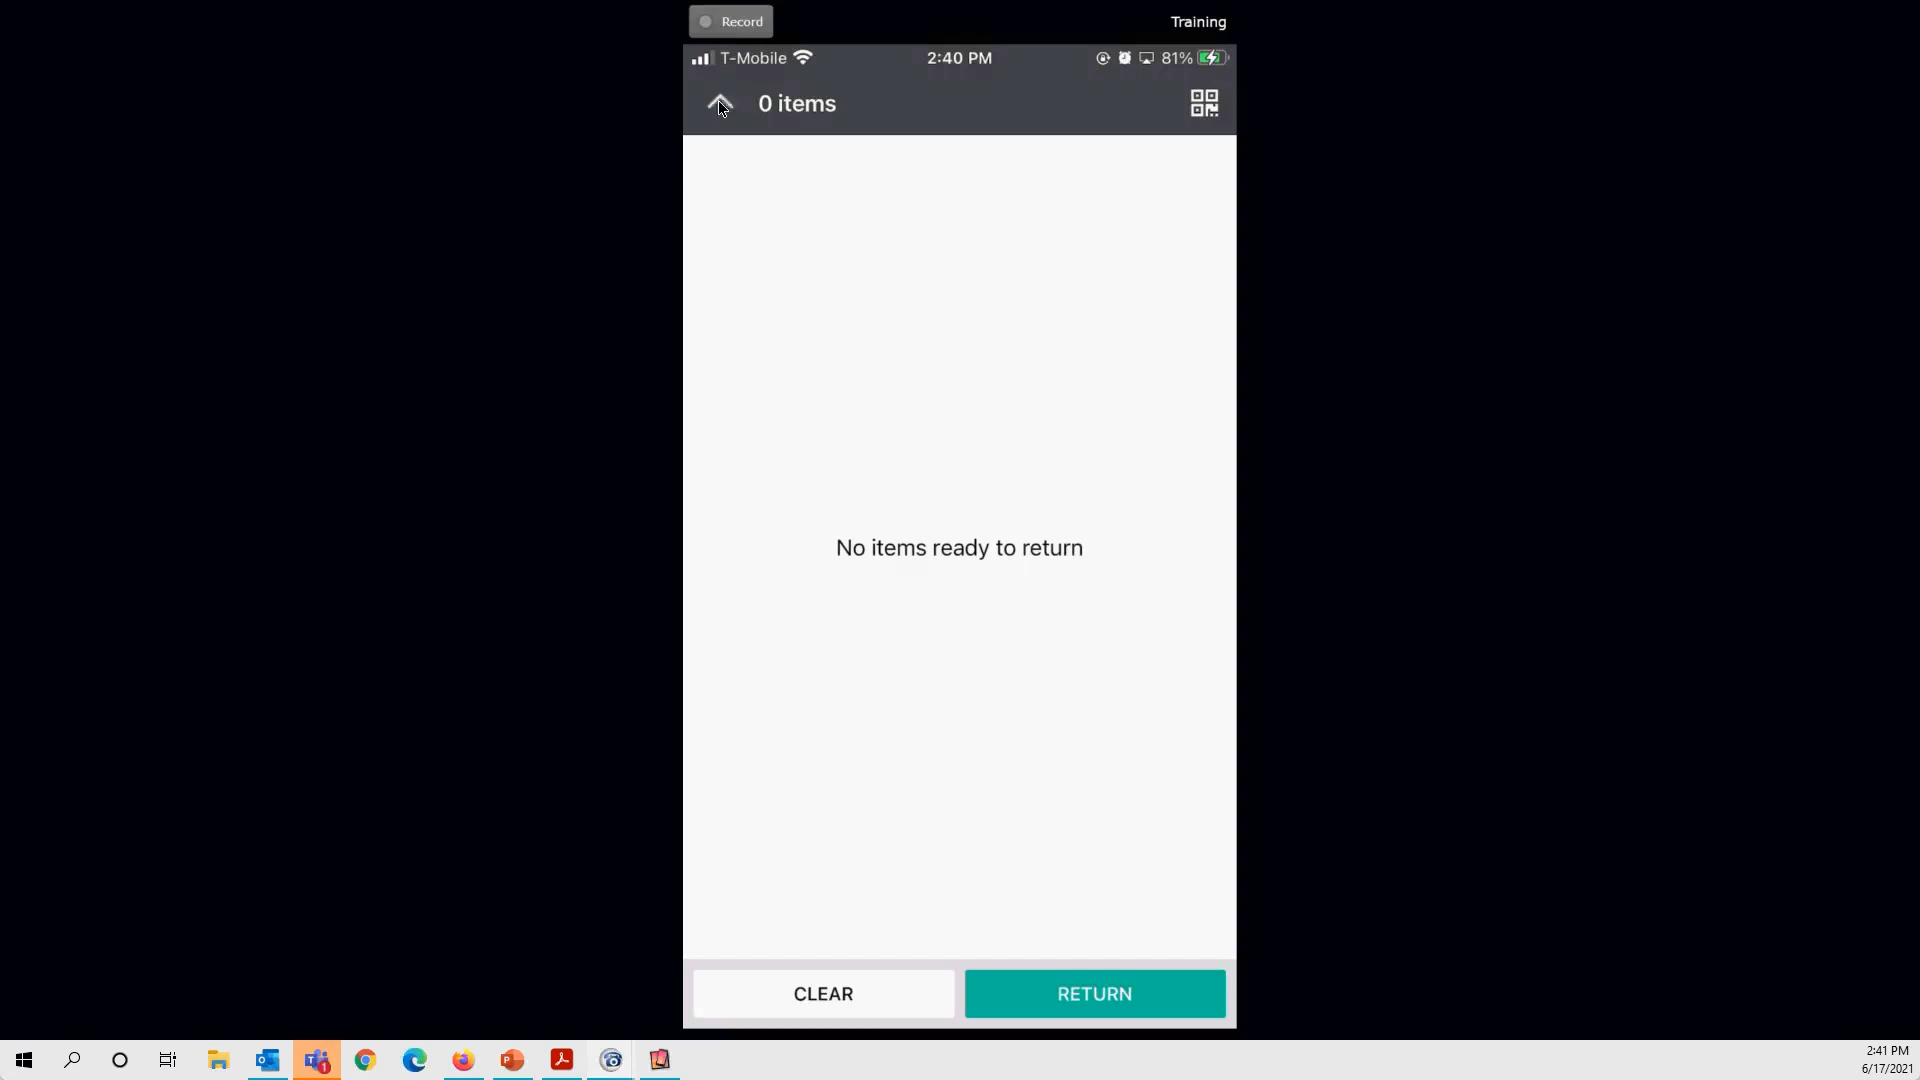 Record
Training
T-Mobile
2:40 PM
81%
0 items
No items ready to return
CLEAR
RETURN
1
2:41 PM
6/17/2021